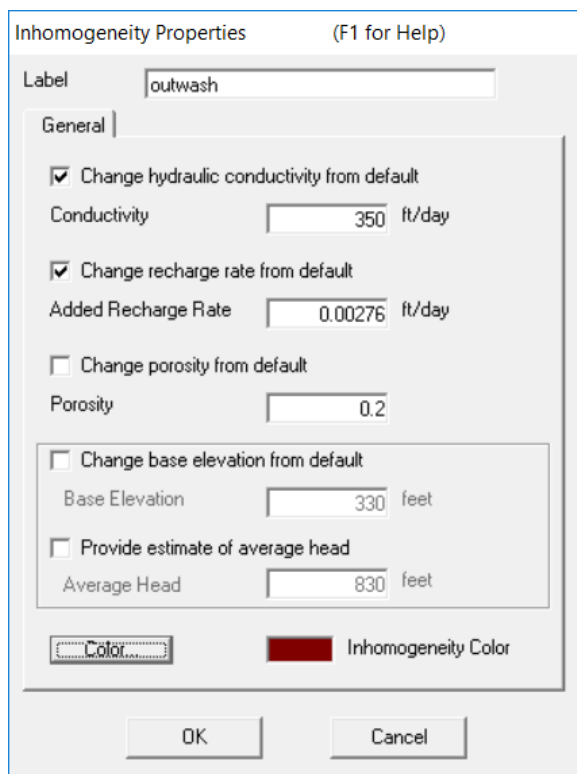 Inhomogeneity Properties (F1 for Help)
Label outwash
General
Change hydraulic conductivity from default
Conductivity 350 ft/day
Change recharge rate from default
Added Recharge Rate 0.00276 ft/day
Change porosity from default
Porosity 0.2
Change base elevation from default
Base Elevation 330 feet
Provide estimate of average head
Average Head 830 feet
Color... Inhomogeneity Color
OK Cancel